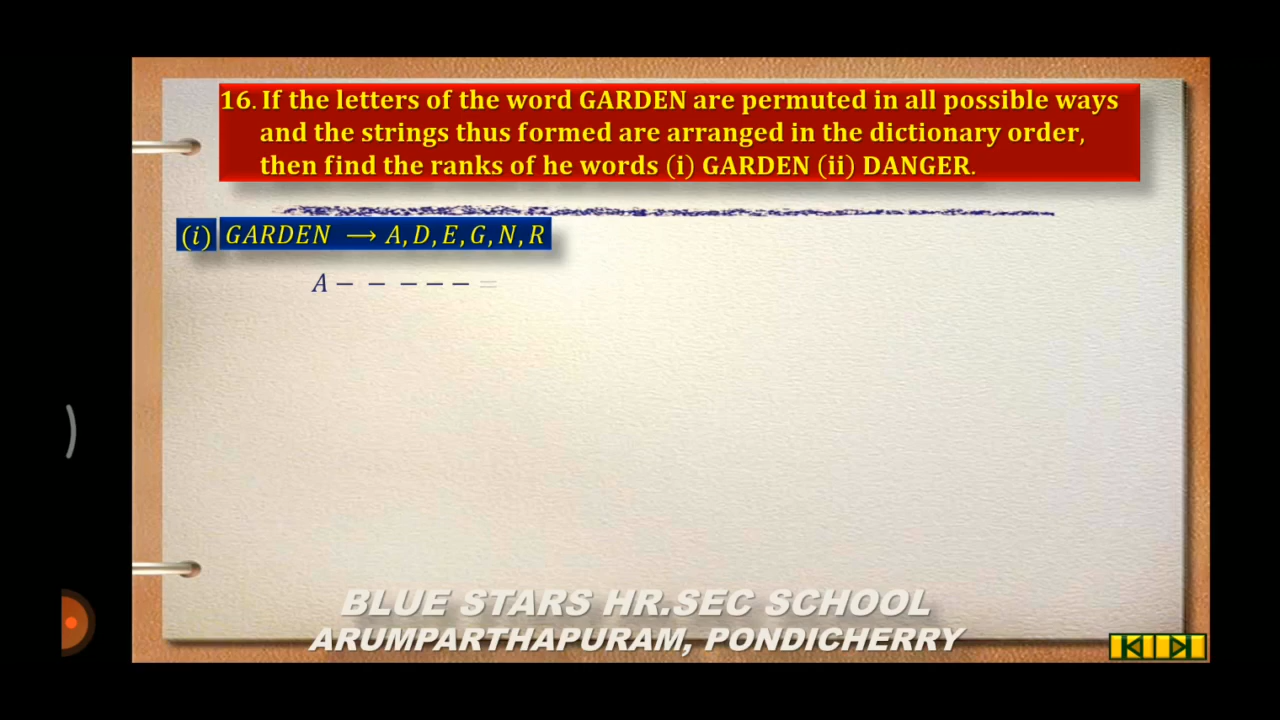 16. If the letters of the word GARDEN are permuted in all possible ways
and the strings thus formed are arranged in the dictionary order,
then find the ranks of he words (i) GARDEN (ii) DANGER.
(i) GARDEN → A, D, E, G, N, R
A − − − − − =
BLUE STARS HR.SEC SCHOOL
ARUMPARTHAPURAM, PONDICHERRY